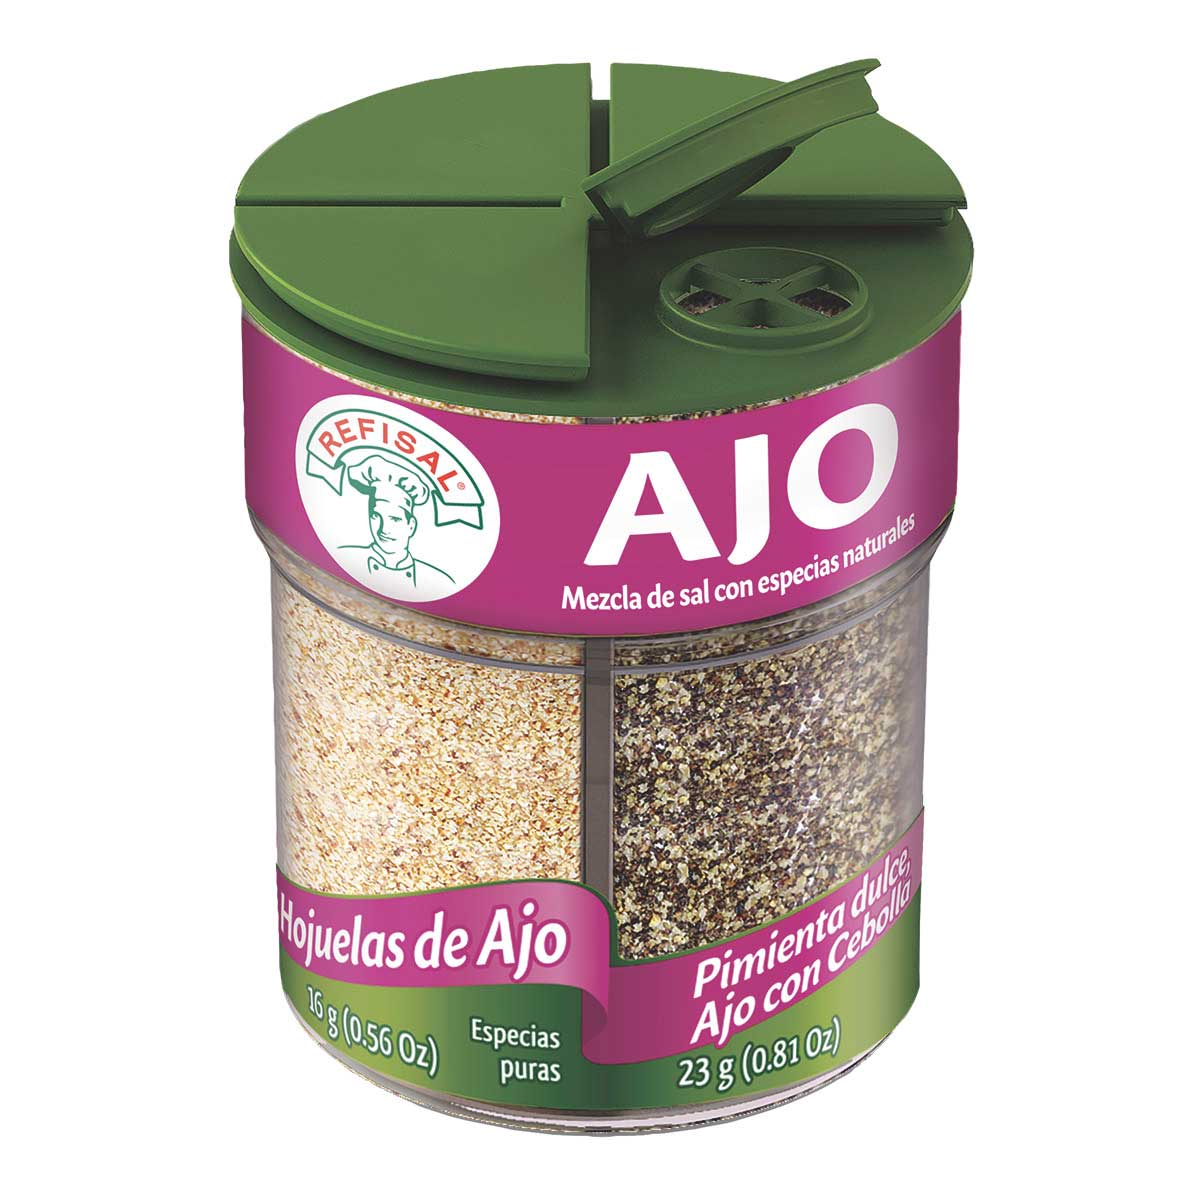 REFISAL®
AJO
Mezcla de sal con especias naturales
Hojuelas de Ajo
16 g (0.56 Oz)
Especias
puras
Pimienta dulce,
Ajo con Cebolla
23 g (0.81 Oz)